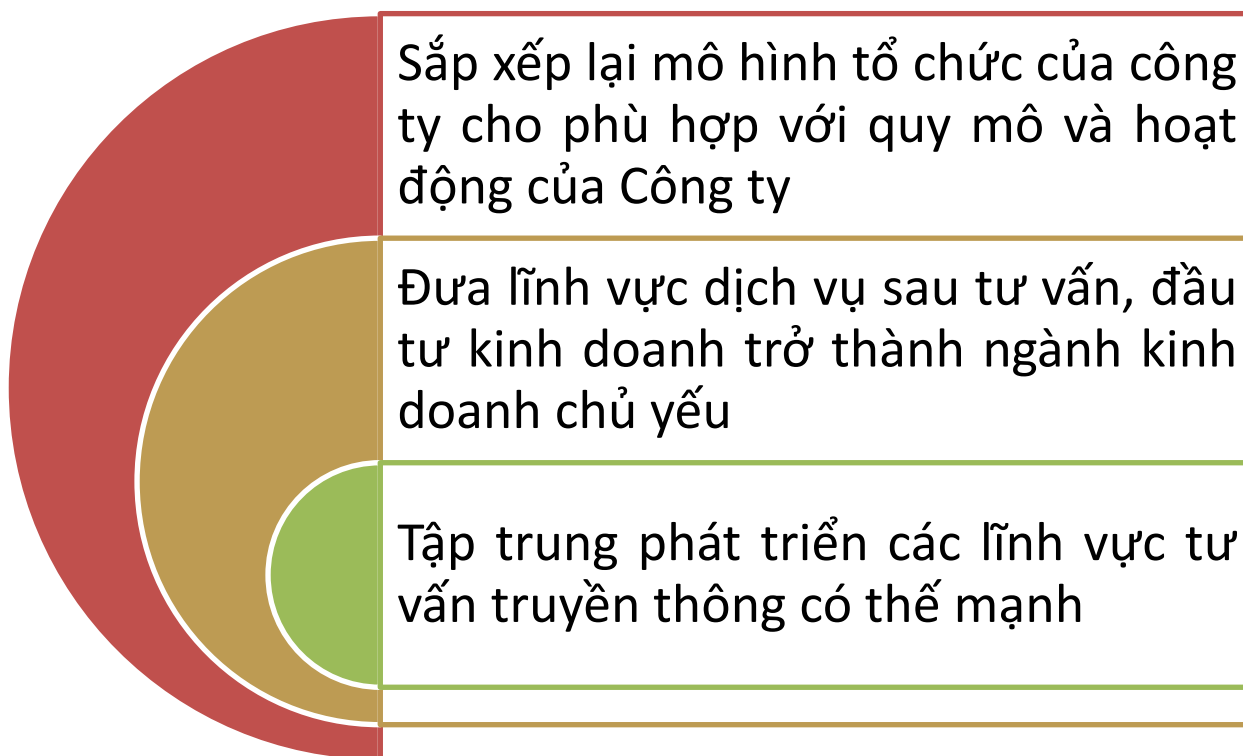 Sắp xếp lại mô hình tổ chức của công
ty cho phù hợp với quy mô và hoạt
động của Công ty
Đưa lĩnh vực dịch vụ sau tư vấn, đầu
tư kinh doanh trở thành ngành kinh
doanh chủ yếu
Tập trung phát triển các lĩnh vực tư
vấn truyền thông có thế mạnh